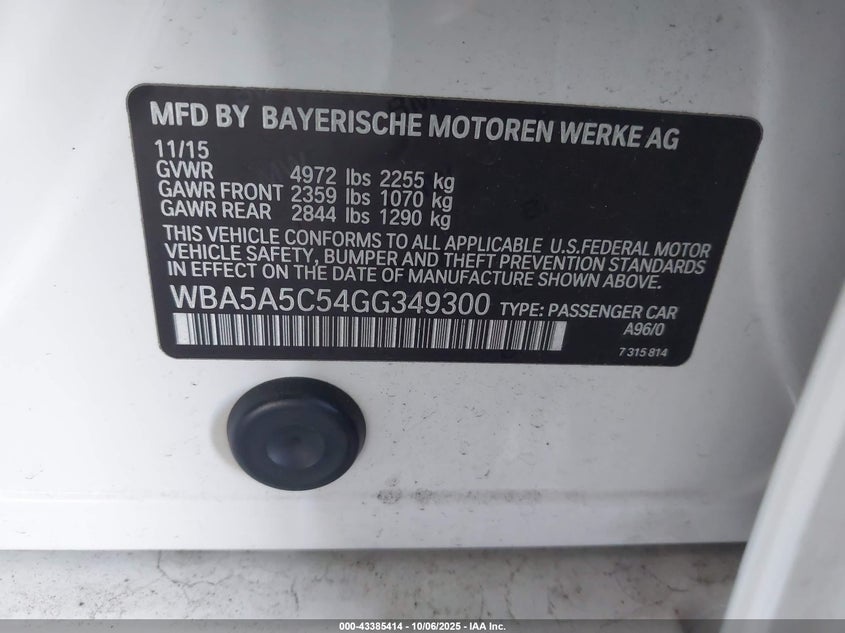 MFD BY BAYERISCHE MOTOREN WERKE AG
11/15
GVWR 4972 lbs 2255 kg
GAWR FRONT 2359 lbs 1070 kg
GAWR REAR 2844 lbs 1290 kg
THIS VEHICLE CONFORMS TO ALL APPLICABLE U.S.FEDERAL MOTOR
VEHICLE SAFETY, BUMPER AND THEFT PREVENTION STANDARDS
IN EFFECT ON THE DATE OF MANUFACTURE SHOWN ABOVE.
WBA5A5C54GG349300 TYPE: PASSENGER CAR
A96/0
7 315 814
000-43385414 - 10/06/2025 - IAA Inc.